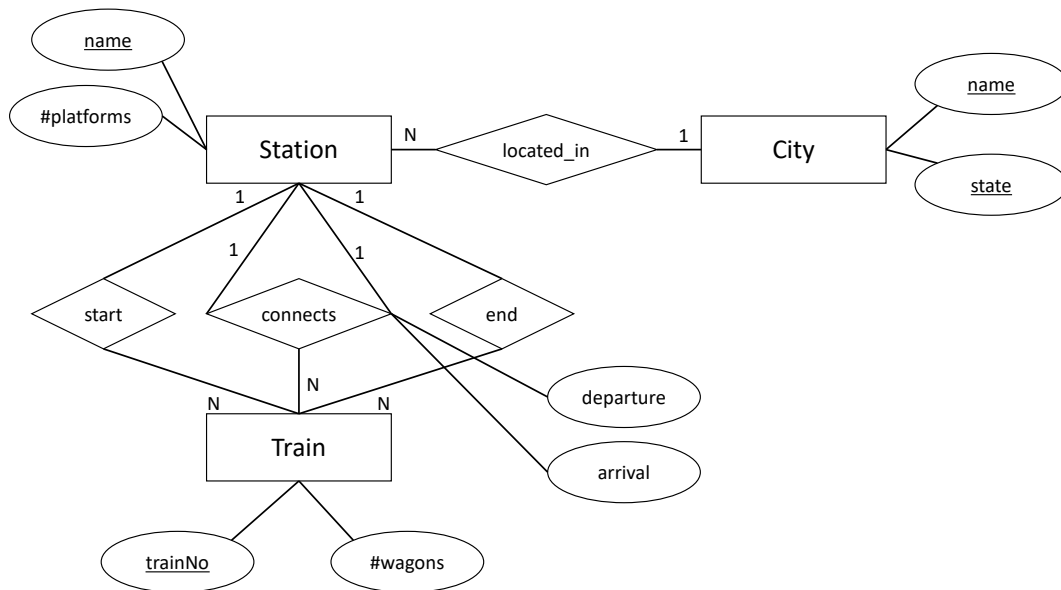 name
#platforms
Station
N
located_in
1
City
name
state
1
1
1
1
start
connects
end
N
N
N
departure
arrival
Train
trainNo
#wagons